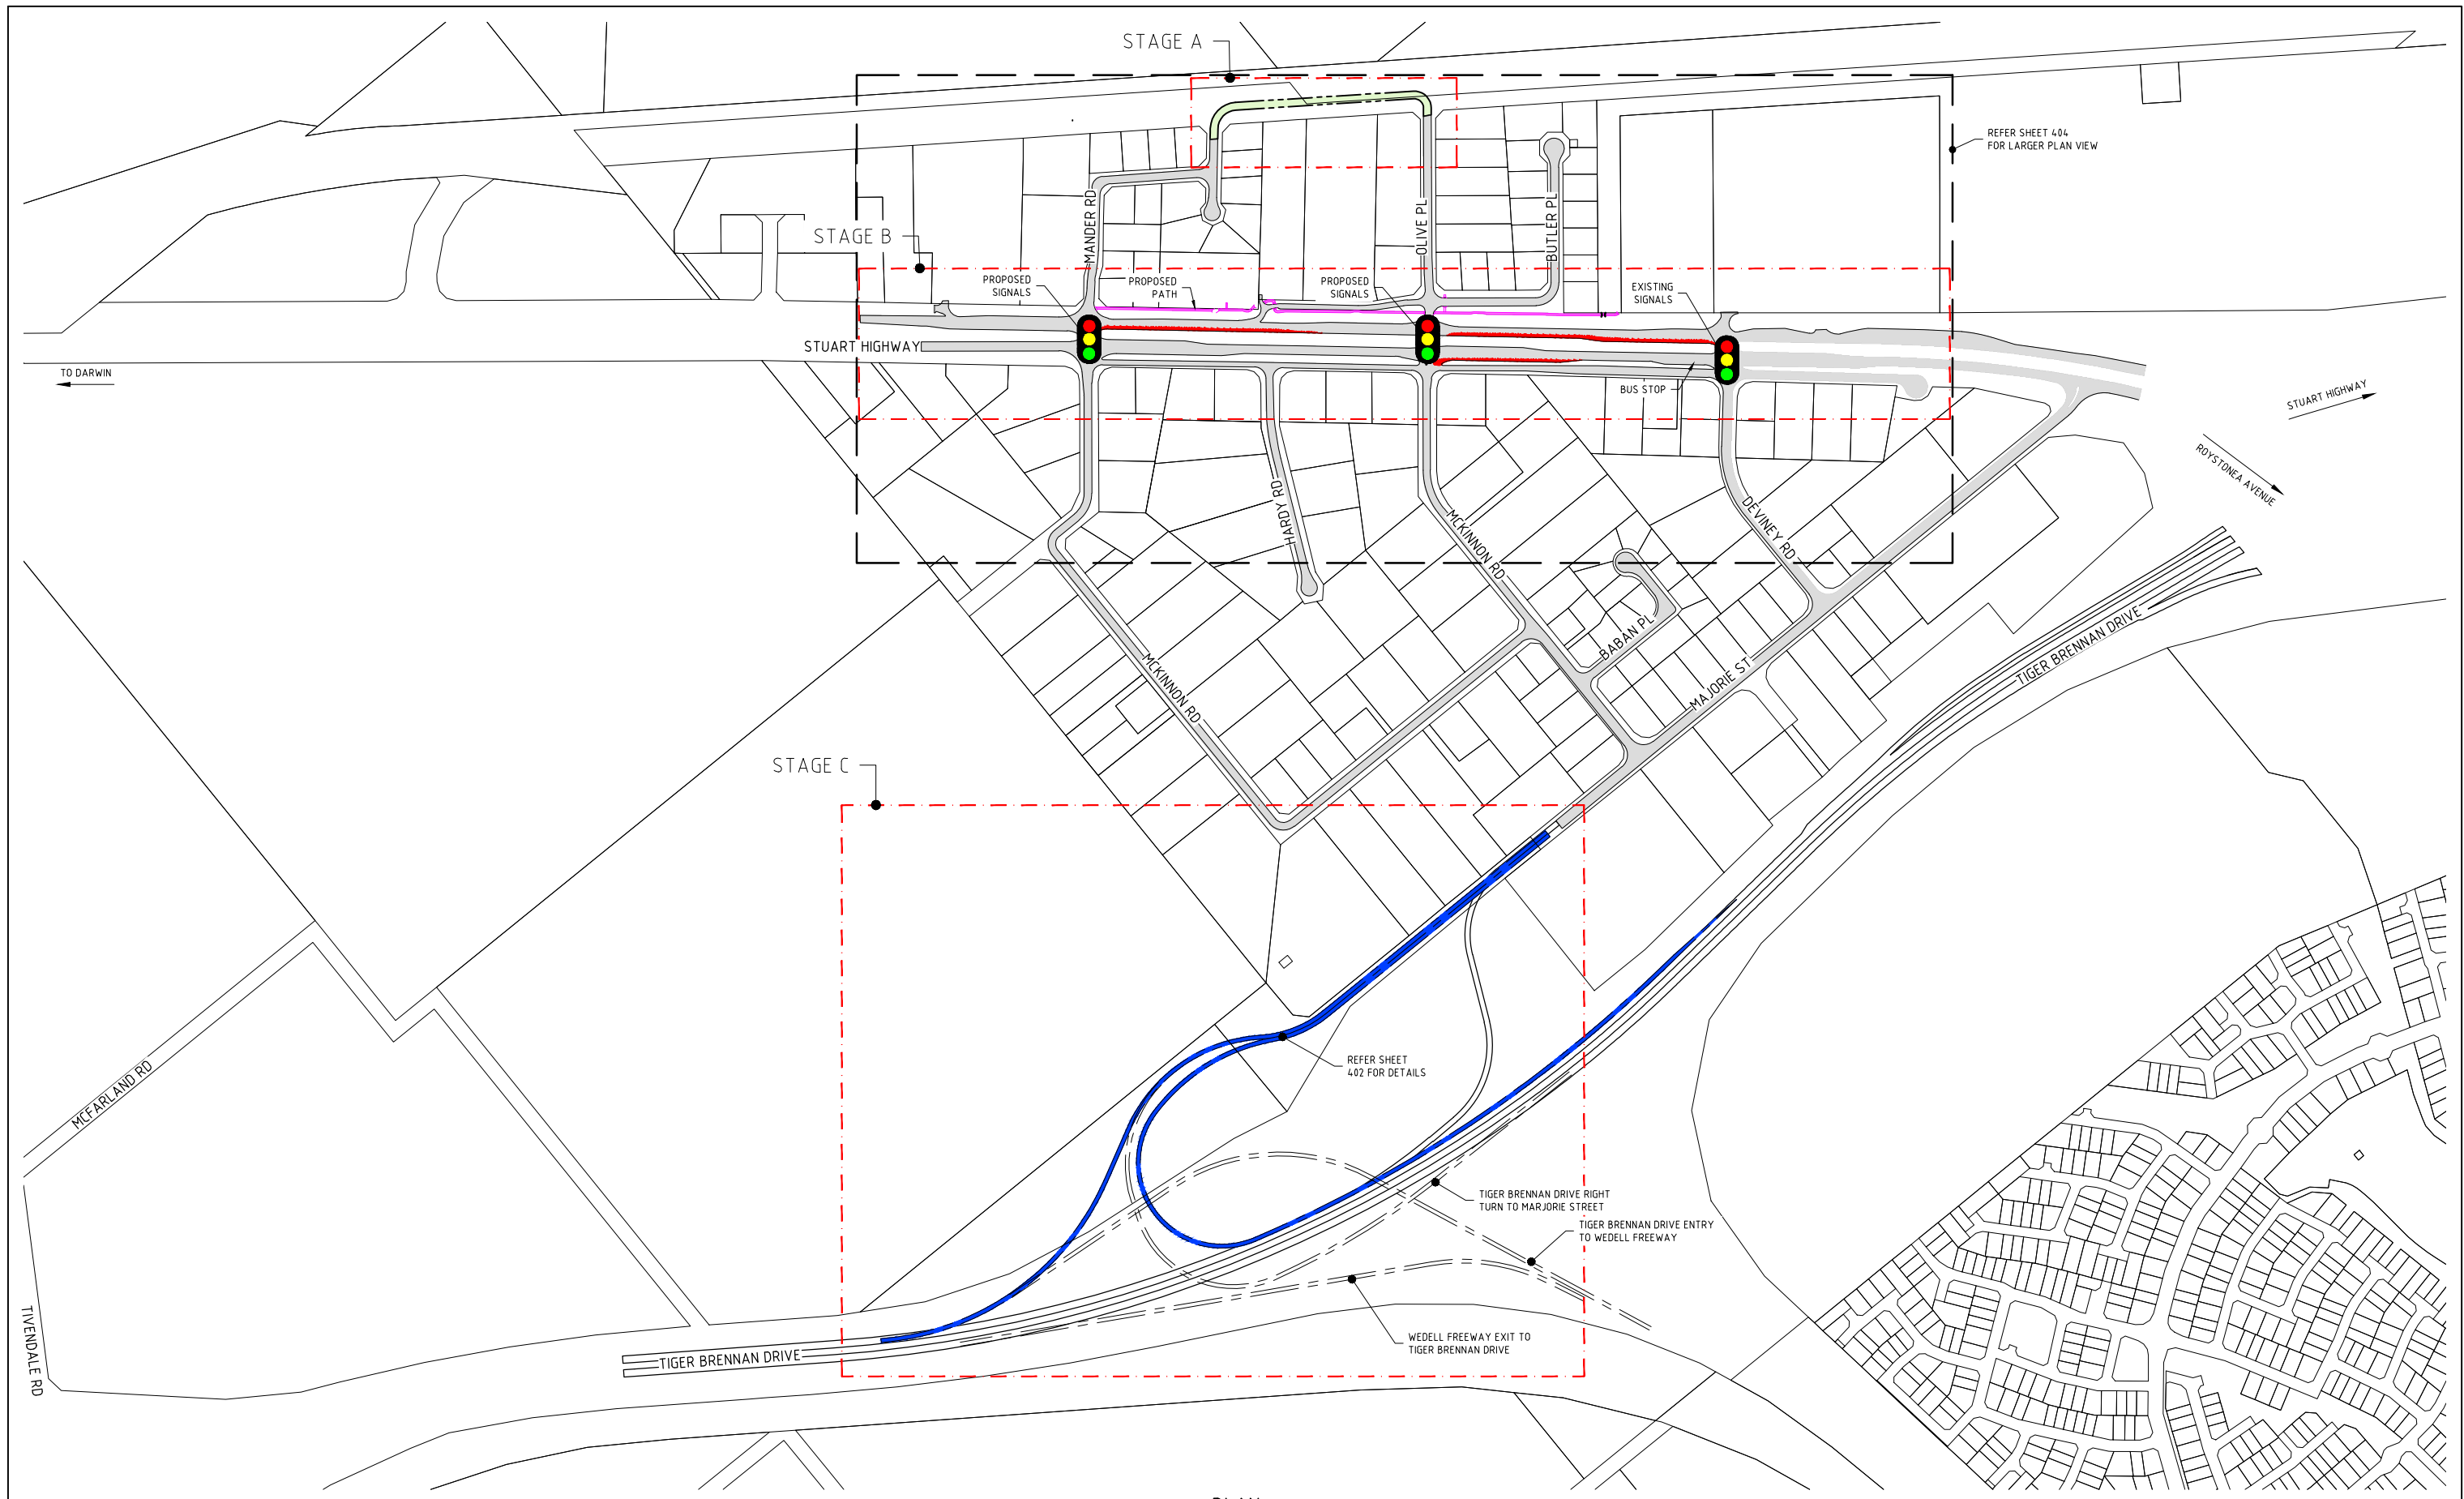 STAGE A
REFER SHEET 404
FOR LARGER PLAN VIEW
MANDER RD
OLIVE PL
BUTLER PL
STAGE B
PROPOSED
SIGNALS
PROPOSED
PATH
PROPOSED
SIGNALS
EXISTING
SIGNALS
STUART HIGHWAY
TO DARWIN
BUS STOP
STUART HIGHWAY
ROYSTONEA AVENUE
HARDY RD
MCKINNON RD
DEVINEY RD
BABAN PL
TIGER BRENNAN DRIVE
MCKINNON RD
MARJORIE ST
STAGE C
REFER SHEET
402 FOR DETAILS
MCFARLAND RD
TIGER BRENNAN DRIVE RIGHT
TURN TO MARJORIE STREET
TIGER BRENNAN DRIVE ENTRY
TO WEDELL FREEWAY
WEDELL FREEWAY EXIT TO
TIGER BRENNAN DRIVE
TIGER BRENNAN DRIVE
TIVENDALE RD